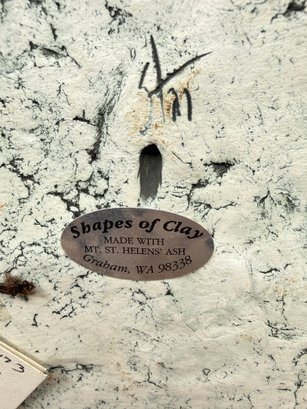 Shapes of Clay
MADE WITH
MT. ST. HELENS' ASH
Graham, WA 98338